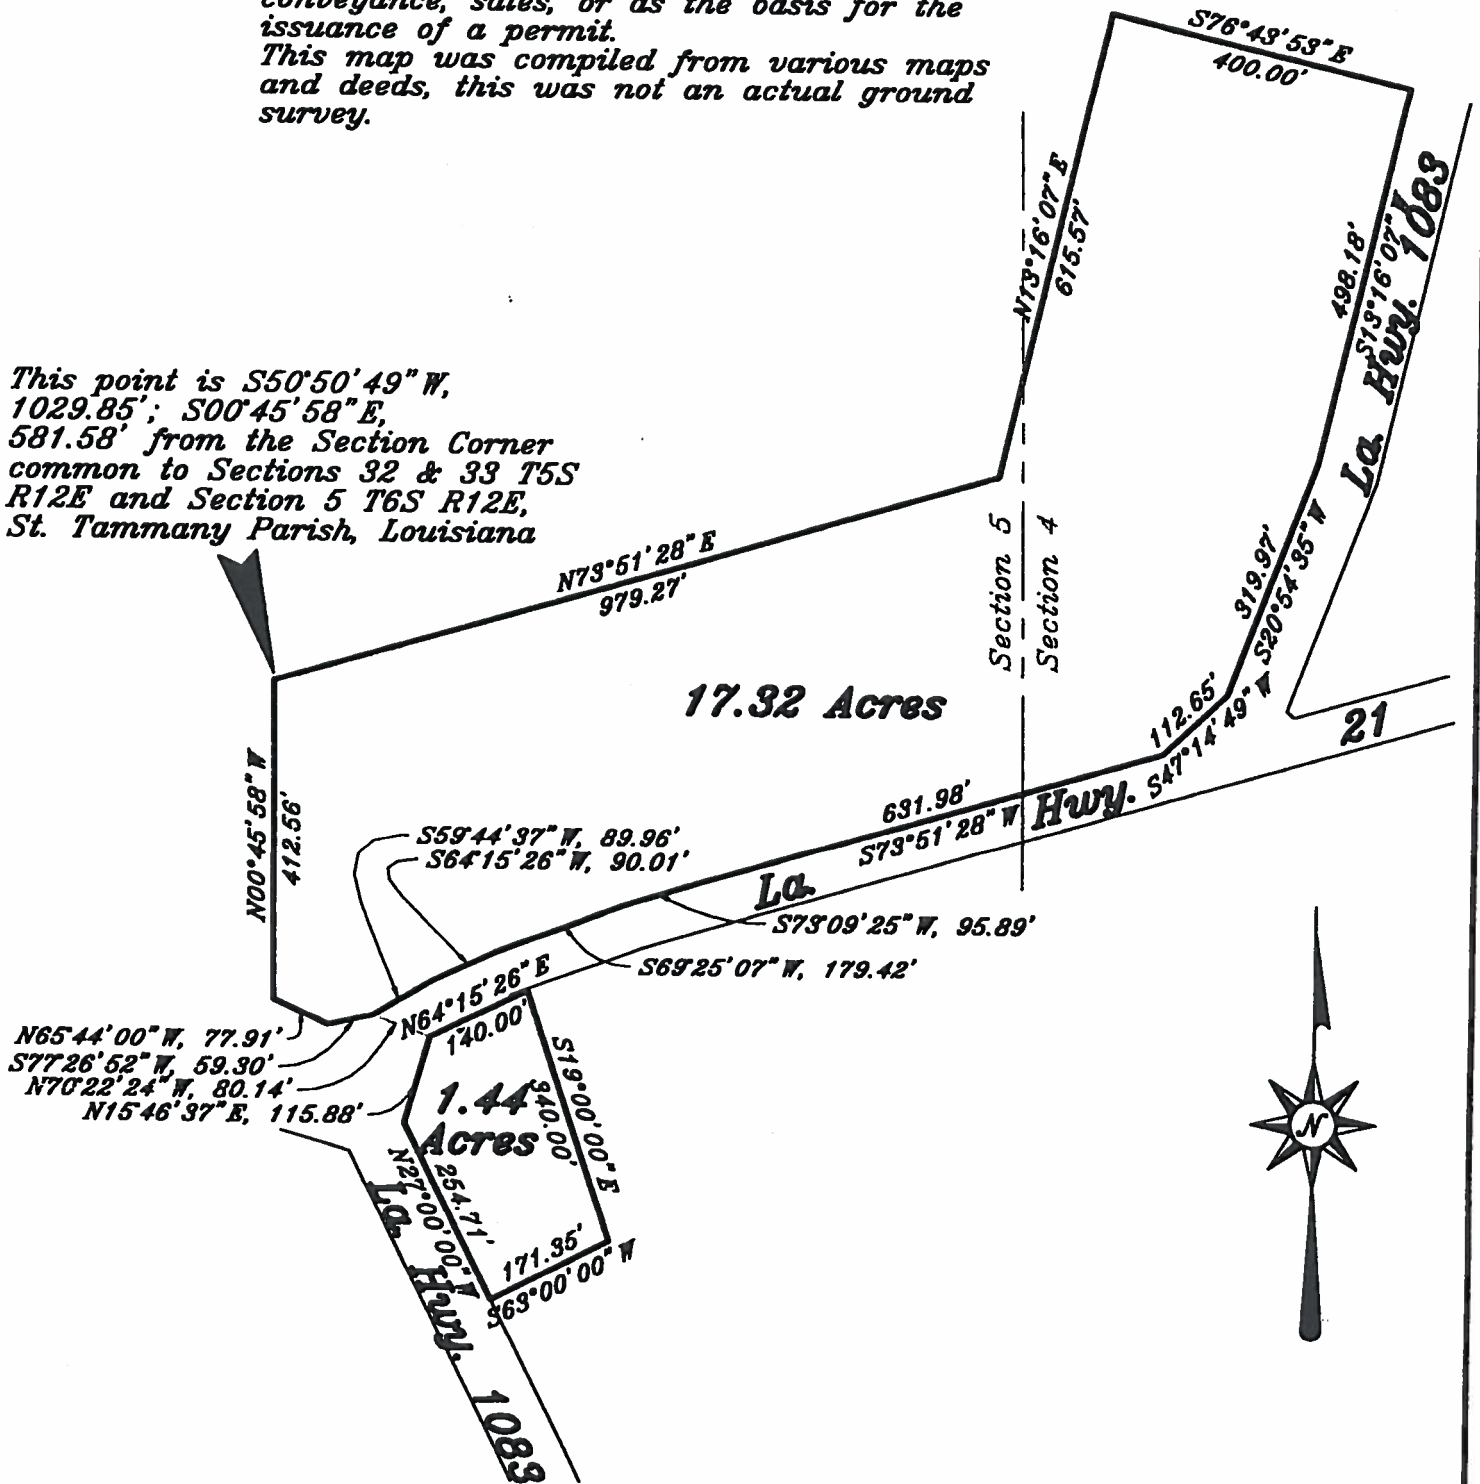 conveyance, sales, or as the basis for the
issuance of a permit.
This map was compiled from various maps
and deeds, this was not an actual ground
survey.
S76°43'53"E
400.00'
N13°16'07"E
615.57'
498.18'
S13°16'07"W
La. Hwy. 1083
This point is S50°50'49"W,
1029.85'; S00°45'58"E,
581.58' from the Section Corner
common to Sections 32 & 33 T5S
R12E and Section 5 T6S R12E,
St. Tammany Parish, Louisiana
N73°51'28"E
979.27'
Section 5
Section 4
319.97'
S20°54'35"W
17.32 Acres
112.65'
S47°14'49"W
21
N00°45'58"W
412.56'
631.98'
S73°51'28"W
La. Hwy.
S59°44'37"W, 89.96'
S64°15'26"W, 90.01'
S73°09'25"W, 95.89'
S69°25'07"W, 179.42'
N64°15'26"E
140.00'
N65°44'00"W, 77.91'
S77°26'52"W, 59.30'
N70°22'24"W, 80.14'
N15°46'37"E, 115.88'
1.44
Acres
S19°00'00"E
340.00'
N27°00'00"W
254.71'
171.35'
S63°00'00"W
La. Hwy. 1083
N